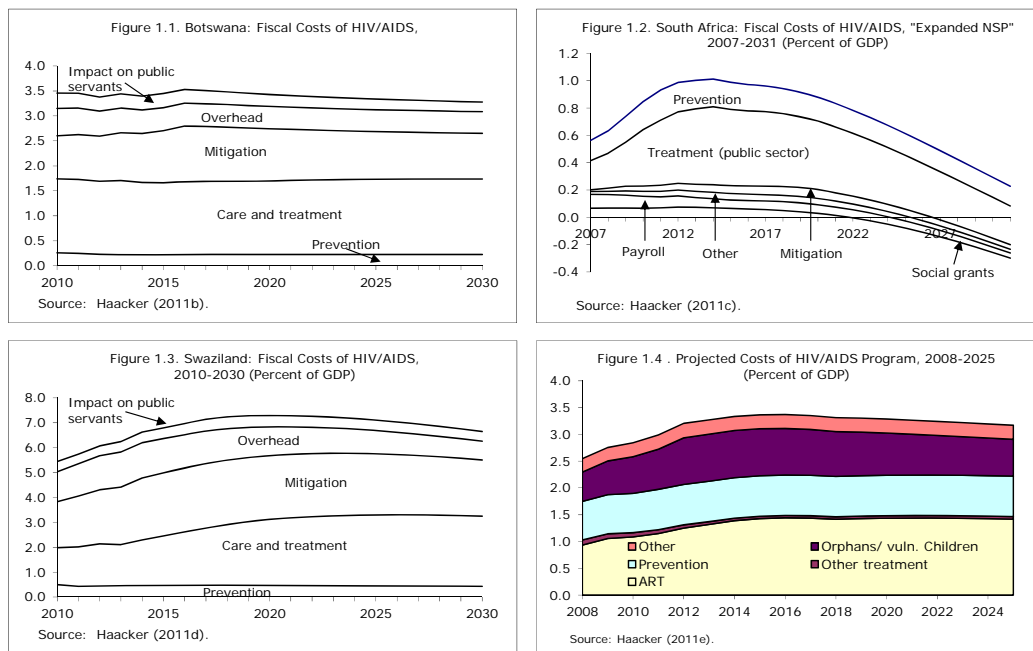 Figure 1.1. Botswana: Fiscal Costs of HIV/AIDS,
4.0
3.5
3.0
2.5
2.0
1.5
1.0
0.5
0.0
Impact on public
servants
Overhead
Mitigation
Care and treatment
Prevention
2010 2015 2020 2025 2030
Source: Haacker (2011b).
Figure 1.2. South Africa: Fiscal Costs of HIV/AIDS, "Expanded NSP"
2007-2031 (Percent of GDP)
1.2
1.0
0.8
0.6
0.4
0.2
0.0
-0.2
-0.4
Prevention
Treatment (public sector)
2007 2012 2017 2022 2027
Payroll Other Mitigation
Social grants
Source: Haacker (2011c).
Figure 1.3. Swaziland: Fiscal Costs of HIV/AIDS,
2010-2030 (Percent of GDP)
8.0
7.0
6.0
5.0
4.0
3.0
2.0
1.0
0.0
Impact on public
servants
Overhead
Mitigation
Care and treatment
Prevention
2010 2015 2020 2025 2030
Source: Haacker (2011d).
Figure 1.4 . Projected Costs of HIV/AIDS Program, 2008-2025
(Percent of GDP)
4.0
3.5
3.0
2.5
2.0
1.5
1.0
0.5
0.0
Other Orphans/ vuln. Children
Prevention Other treatment
ART
2008 2010 2012 2014 2016 2018 2020 2022 2024
Source: Haacker (2011e).